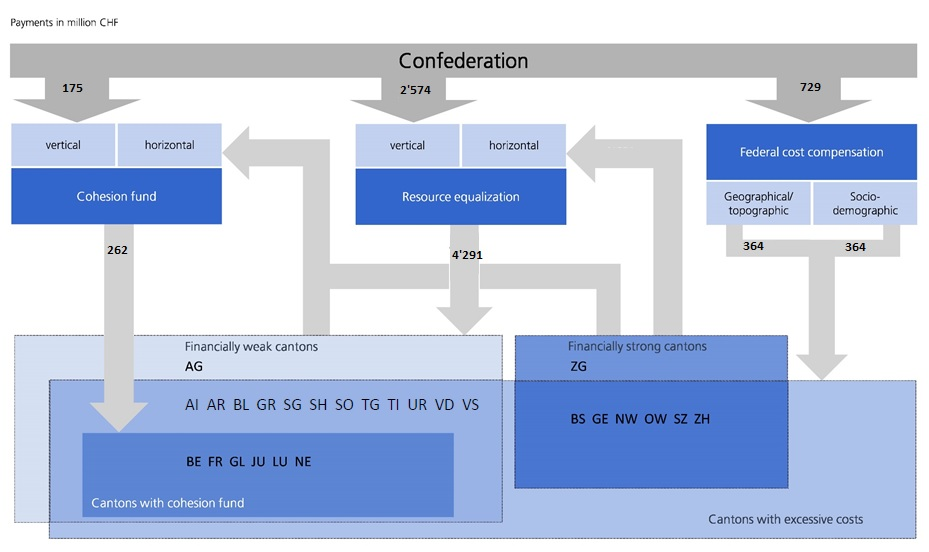 Payments in million CHF
Confederation
175
2'574
729
vertical
horizontal
vertical
horizontal
Federal cost compensation
Cohesion fund
Resource equalization
Geographical/
topographic
Socio-
demographic
262
4'291
364
364
Financially weak cantons
AG
Financially strong cantons
ZG
AI AR BL GR SG SH SO TG TI UR VD VS
BS GE NW OW SZ ZH
BE FR GL JU LU NE
Cantons with cohesion fund
Cantons with excessive costs